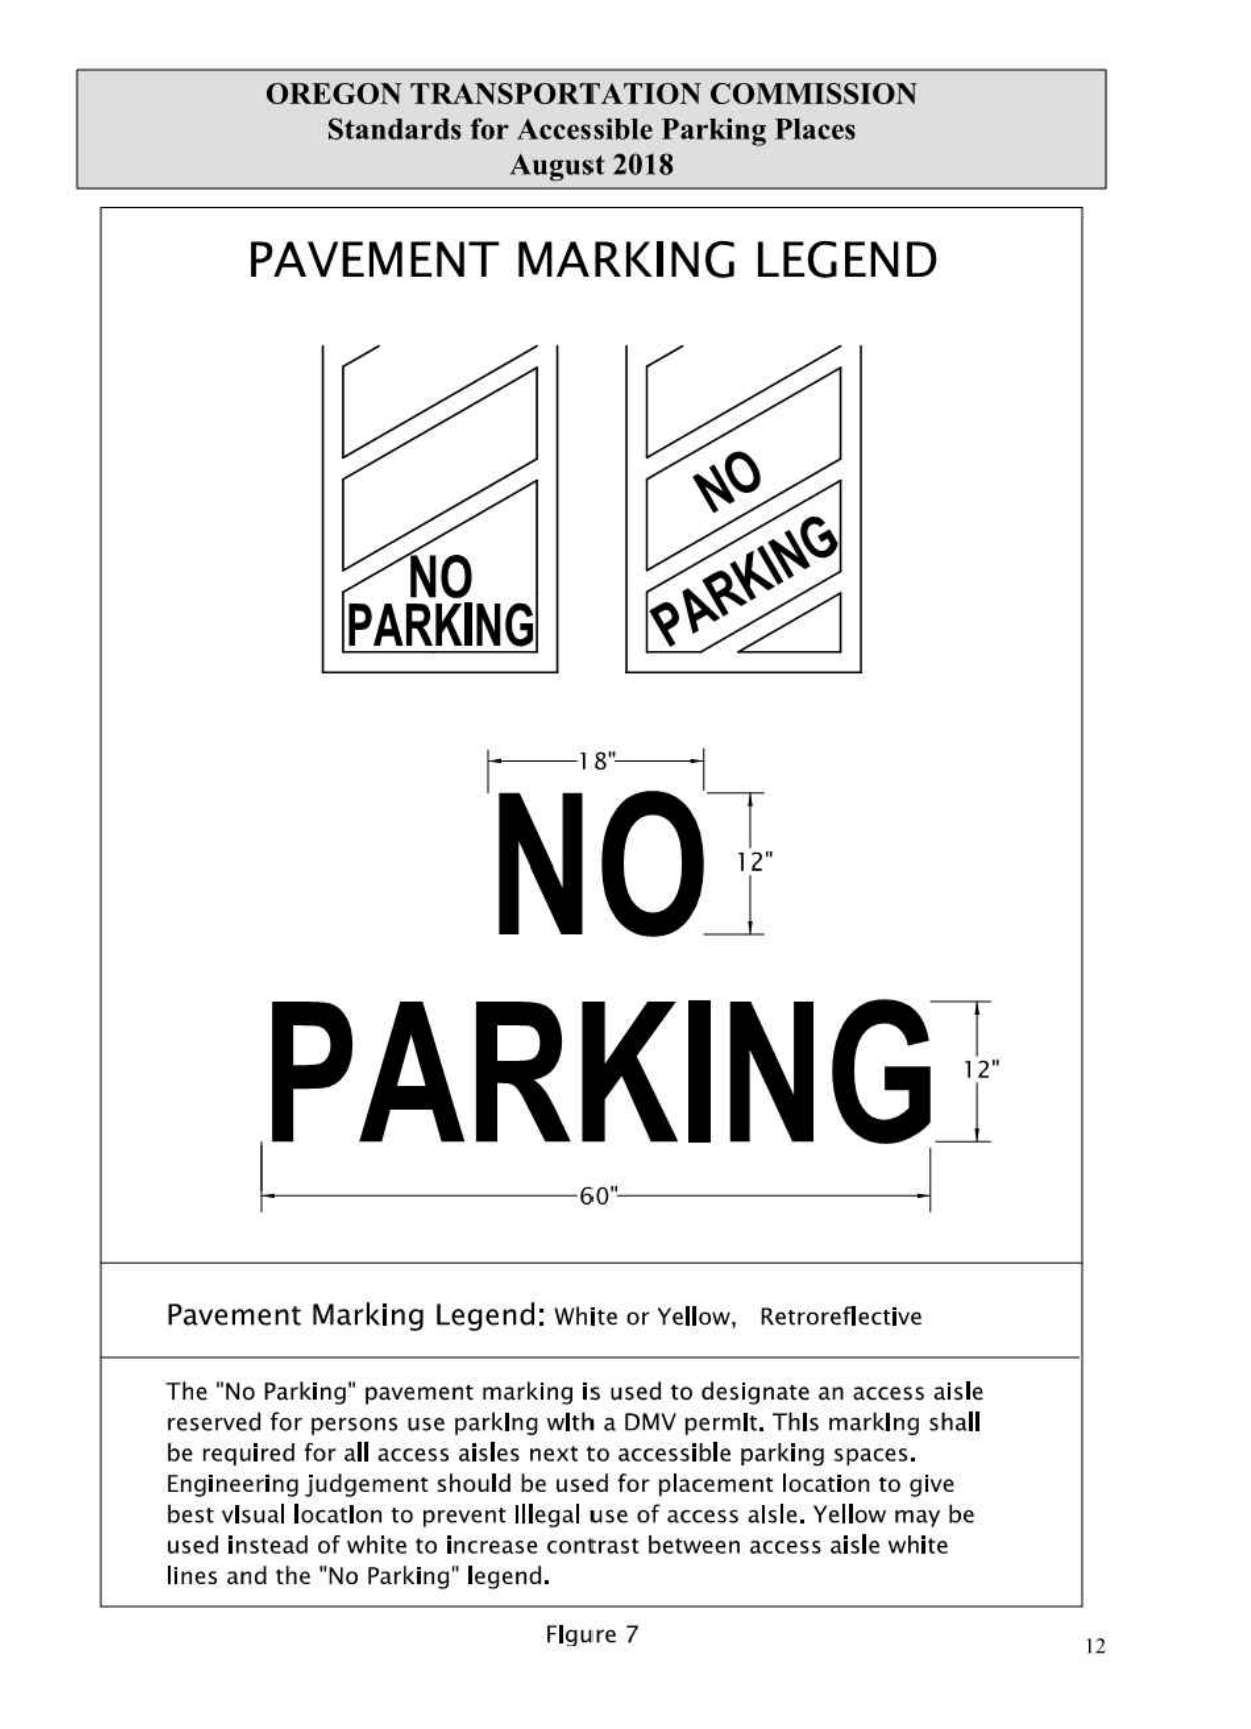 OREGON TRANSPORTATION COMMISSION
Standards for Accessible Parking Places
August 2018
PAVEMENT MARKING LEGEND
NO
PARKING
NO
PARKING
18"
NO
12"
PARKING
12"
60"
Pavement Marking Legend: White or Yellow, Retroreflective
The "No Parking" pavement marking is used to designate an access aisle
reserved for persons use parking with a DMV permit. This marking shall
be required for all access aisles next to accessible parking spaces.
Engineering judgement should be used for placement location to give
best visual location to prevent illegal use of access aisle. Yellow may be
used instead of white to increase contrast between access aisle white
lines and the "No Parking" legend.
Figure 7
12